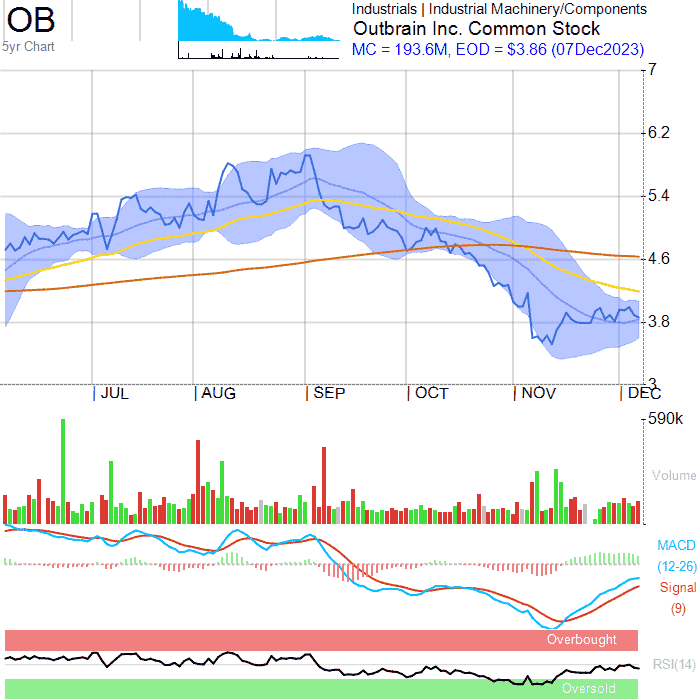 OB
5yr Chart
Industrials | Industrial Machinery/Components
Outbrain Inc. Common Stock
MC = 193.6M, EOD = $3.86 (07Dec2023)
7
6.2
5.4
4.6
3.8
3
JUL AUG SEP OCT NOV DEC
590k
Volume
MACD
(12-26)
Signal
(9)
Overbought
RSI(14)
Oversold